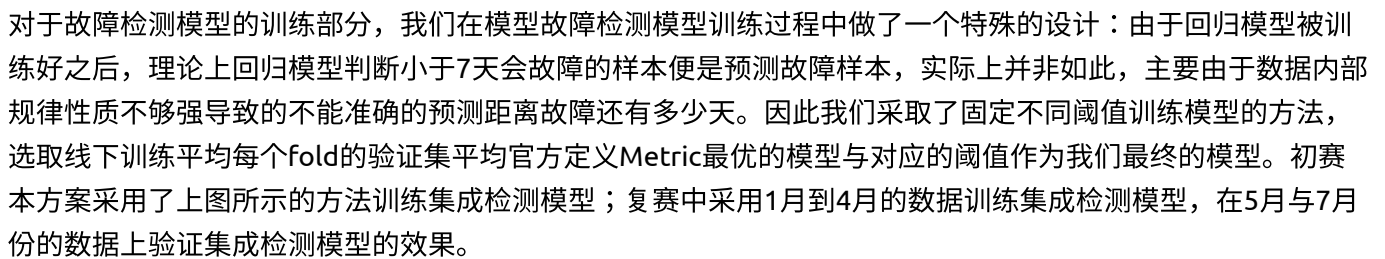 对于故障检测模型的训练部分，我们在模型故障检测模型训练过程中做了一个特殊的设计：由于回归模型被训
练好之后，理论上回归模型判断小于7天会故障的样本便是预测故障样本，实际上并非如此，主要由于数据内部
规律性质不够强导致的不能准确的预测距离故障还有多少天。因此我们采取了固定不同阈值训练模型的方法，
选取线下训练平均每个fold的验证集平均官方定义Metric最优的模型与对应的阈值作为我们最终的模型。初赛
本方案采用了上图所示的方法训练集成检测模型；复赛中采用1月到4月的数据训练集成检测模型，在5月与7月
份的数据上验证集成检测模型的效果。